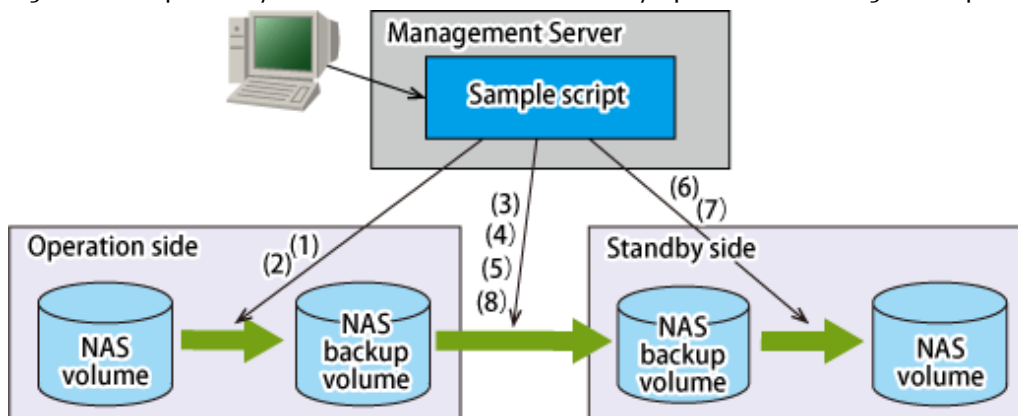 Management Server
Sample script
(1)
(2)
(3)
(4)
(5)
(8)
(6)
(7)
Operation side
NAS
volume
NAS
backup
volume
Standby side
NAS
backup
volume
NAS
volume